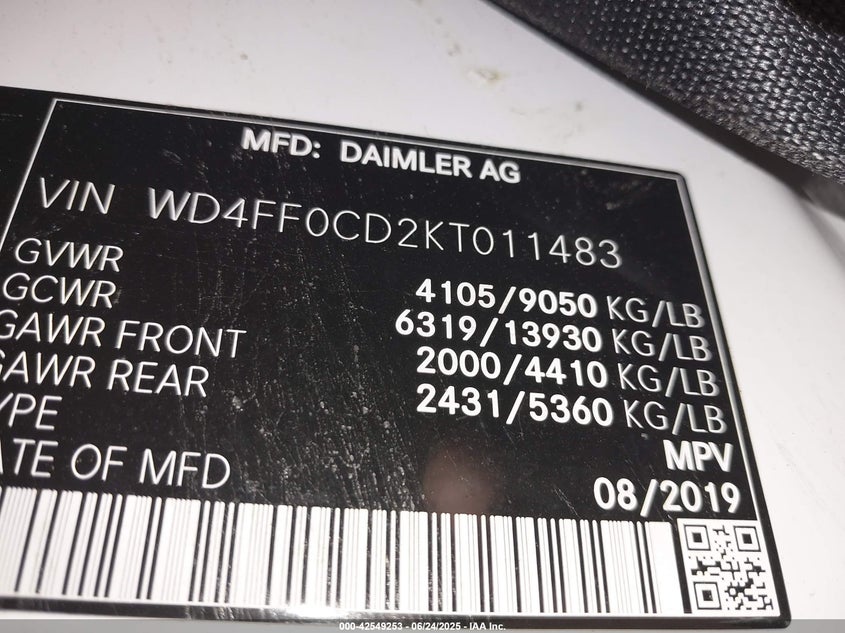 MFD: DAIMLER AG
VIN WD4FF0CD2KT011483
GVWR 4105/9050 KG/LB
GCWR 6319/13930 KG/LB
GAWR FRONT 2000/4410 KG/LB
GAWR REAR 2431/5360 KG/LB
YPE MPV
ATE OF MFD 08/2019
000-42549253 - 06/24/2025 - IAA Inc.